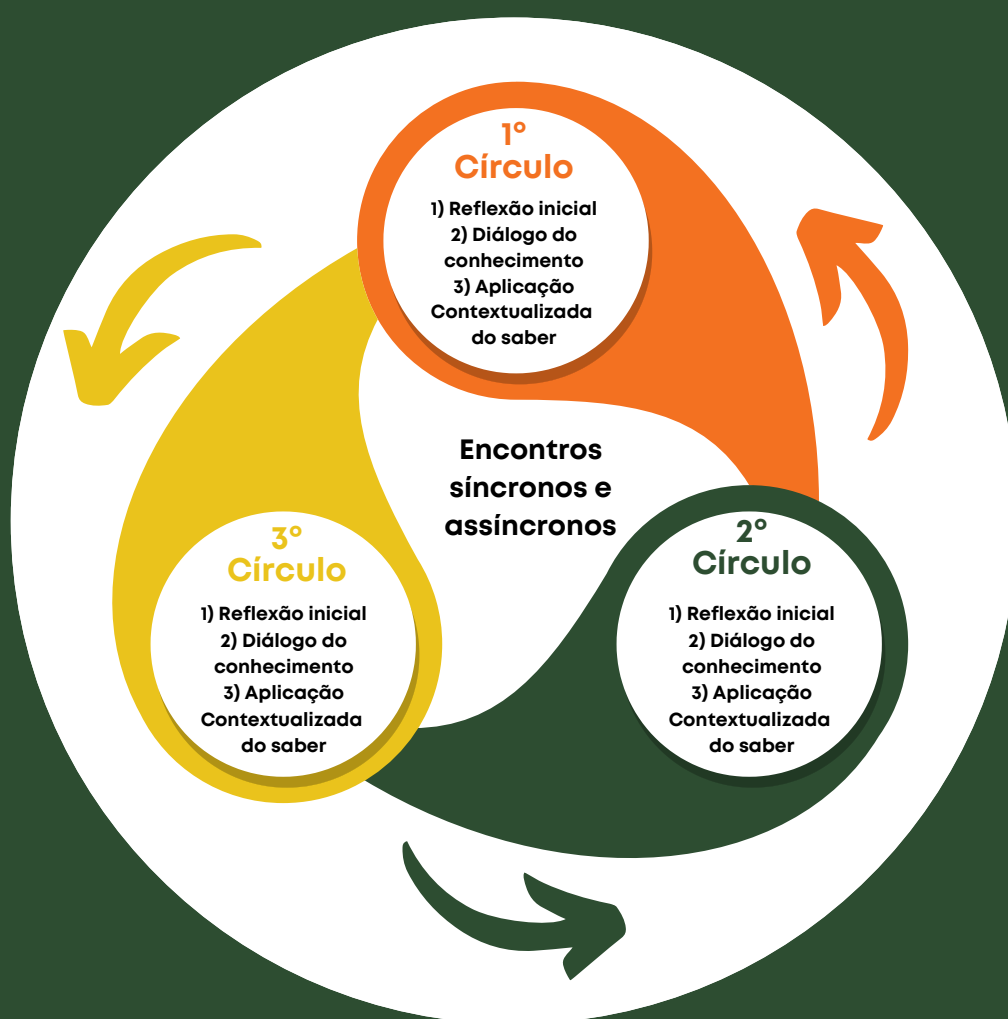 1º
Círculo
1) Reflexão inicial
2) Diálogo do
conhecimento
3) Aplicação
Contextualizada
do saber
Encontros
síncronos e
assíncronos
3º
Círculo
1) Reflexão inicial
2) Diálogo do
conhecimento
3) Aplicação
Contextualizada
do saber
2º
Círculo
1) Reflexão inicial
2) Diálogo do
conhecimento
3) Aplicação
Contextualizada
do saber